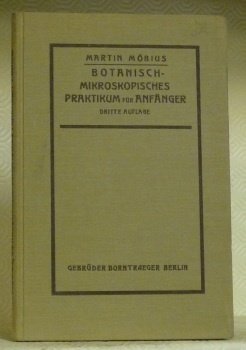 MARTIN MÖBIUS
BOTANISCH-
MIKROSKOPISCHES
PRAKTIKUM FÜR ANFÄNGER
DRITTE AUFLAGE
GEBRÜDER BORNTRAEGER BERLIN